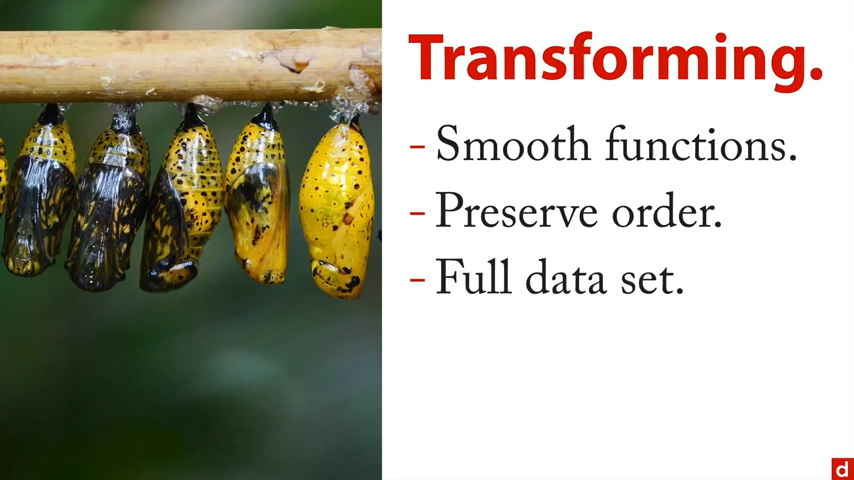 Transforming.
- Smooth functions.
- Preserve order.
- Full data set.
d